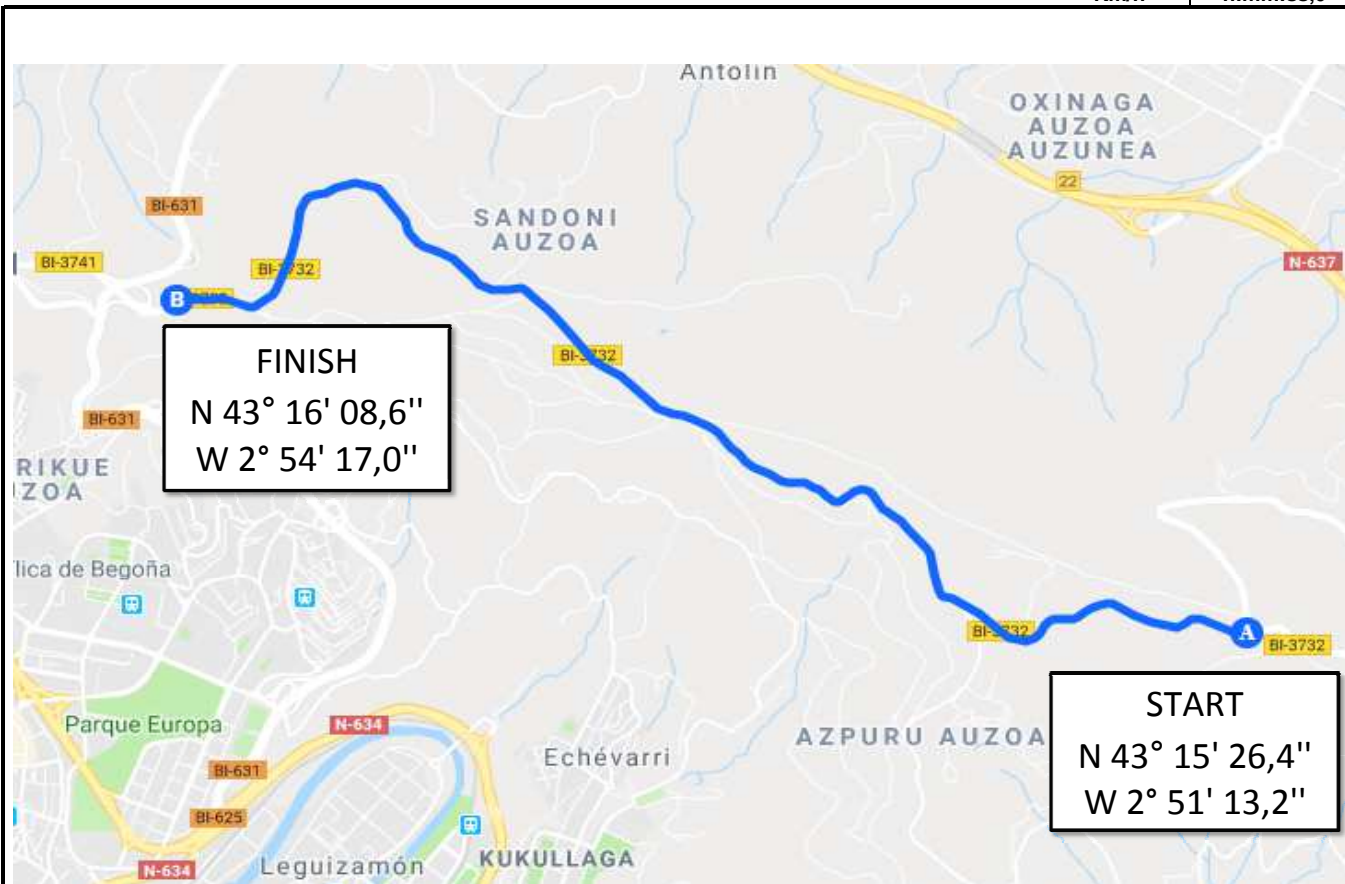 Antolin
OXINAGA
AUZOA
AUZUNEA
22
BI-631
SANDONI
AUZOA
BI-3741
BI-3732
N-637
B
FINISH
N 43° 16' 08,6''
W 2° 54' 17,0''
BI-3732
BI-631
RIKUE
ZOA
lica de Begoña
BI-3732
A
BI-3732
START
N 43° 15' 26,4''
W 2° 51' 13,2''
Parque Europa
N-634
AZPURU AUZOA
Echévarri
BI-631
BI-625
N-634
Leguizamón
KUKULLAGA